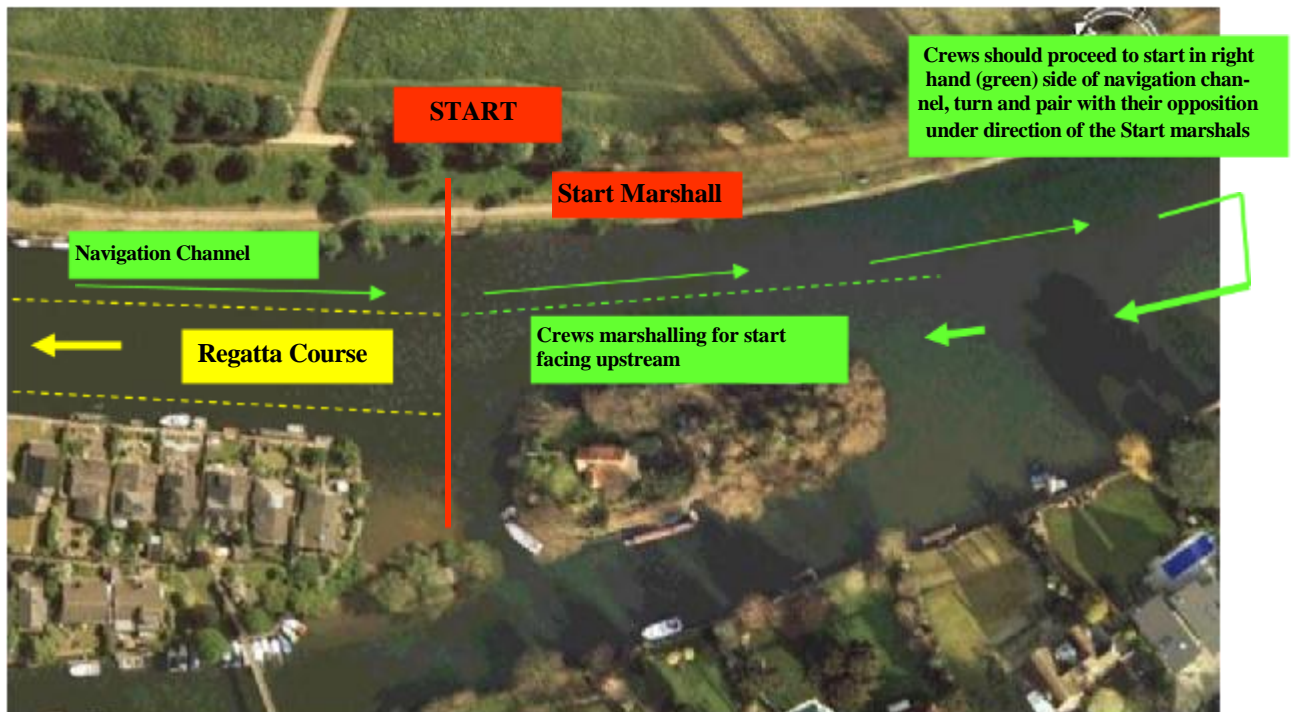 Crews should proceed to start in right
hand (green) side of navigation chan-
nel, turn and pair with their opposition
under direction of the Start marshals
START
Start Marshall
Navigation Channel
Crews marshalling for start
facing upstream
Regatta Course